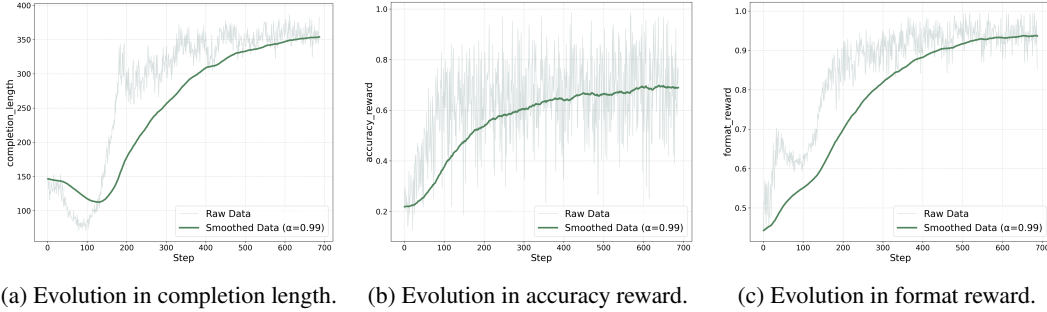 400
350
300
250
200
150
100
completion_length
0 100 200 300 400 500 600 700
Step
Raw Data
Smoothed Data (α=0.99)
(a) Evolution in completion length.
1.0
0.8
0.6
0.4
0.2
accuracy_reward
0 100 200 300 400 500 600 700
Step
Raw Data
Smoothed Data (α=0.99)
(b) Evolution in accuracy reward.
1.0
0.9
0.8
0.7
0.6
0.5
format_reward
0 100 200 300 400 500 600 700
Step
Raw Data
Smoothed Data (α=0.99)
(c) Evolution in format reward.